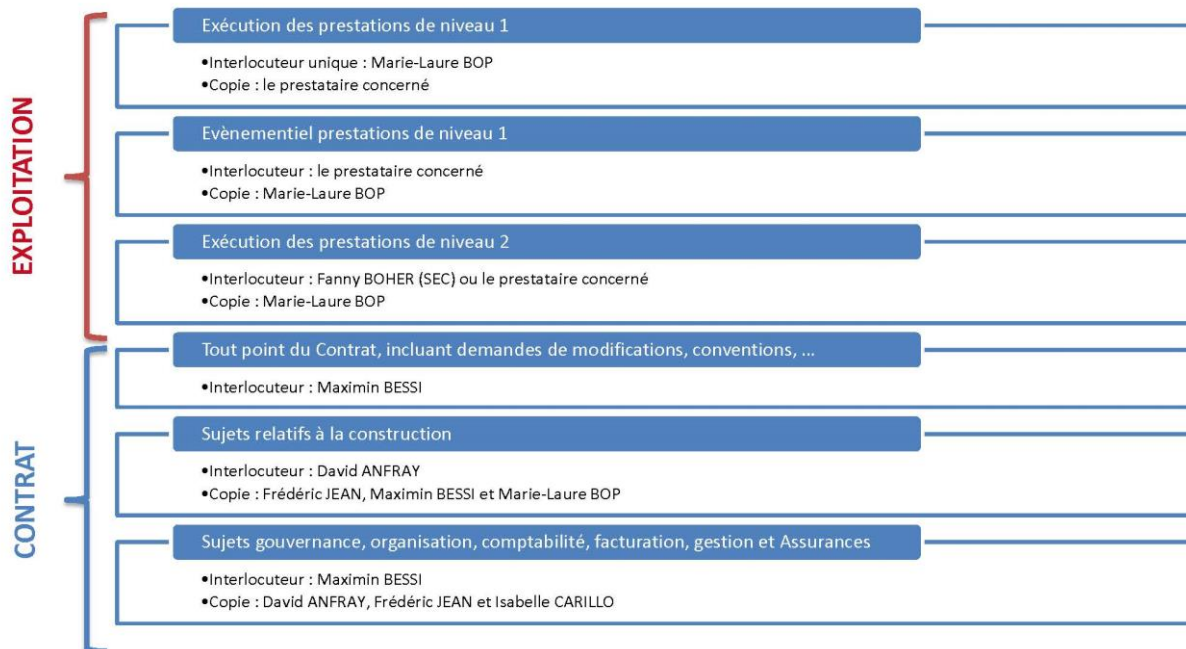 EXPLOITATION
Exécution des prestations de niveau 1
•Interlocuteur unique : Marie-Laure BOP
•Copie : le prestataire concerné
Evènementiel prestations de niveau 1
•Interlocuteur : le prestataire concerné
•Copie : Marie-Laure BOP
Exécution des prestations de niveau 2
•Interlocuteur : Fanny BOHER (SEC) ou le prestataire concerné
•Copie : Marie-Laure BOP
CONTRAT
Tout point du Contrat, incluant demandes de modifications, conventions, ...
•Interlocuteur : Maximin BESSI
Sujets relatifs à la construction
•Interlocuteur : David ANFRAY
•Copie : Frédéric JEAN, Maximin BESSI et Marie-Laure BOP
Sujets gouvernance, organisation, comptabilité, facturation, gestion et Assurances
•Interlocuteur : Maximin BESSI
•Copie : David ANFRAY, Frédéric JEAN et Isabelle CARILLO